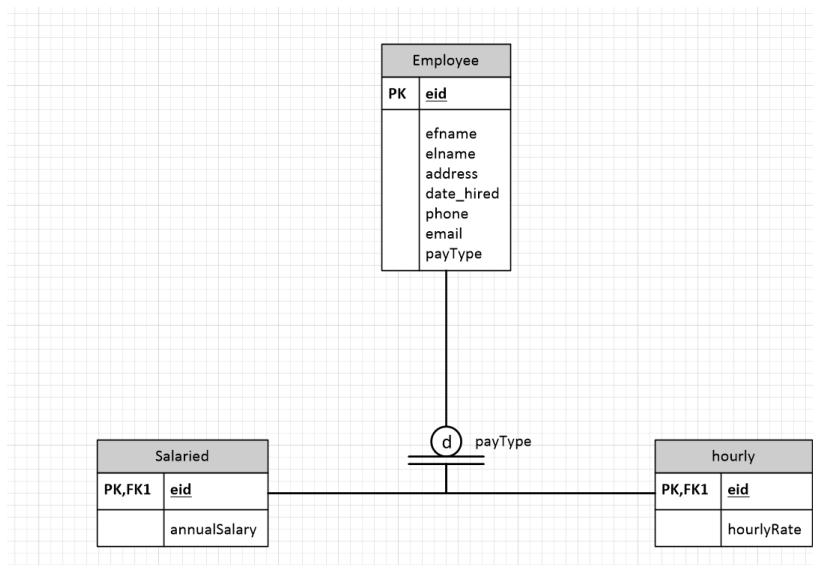 Employee
PK eid
efname
elname
address
date_hired
phone
email
payType
d payType
Salaried
PK,FK1 eid
annualSalary
hourly
PK,FK1 eid
hourlyRate